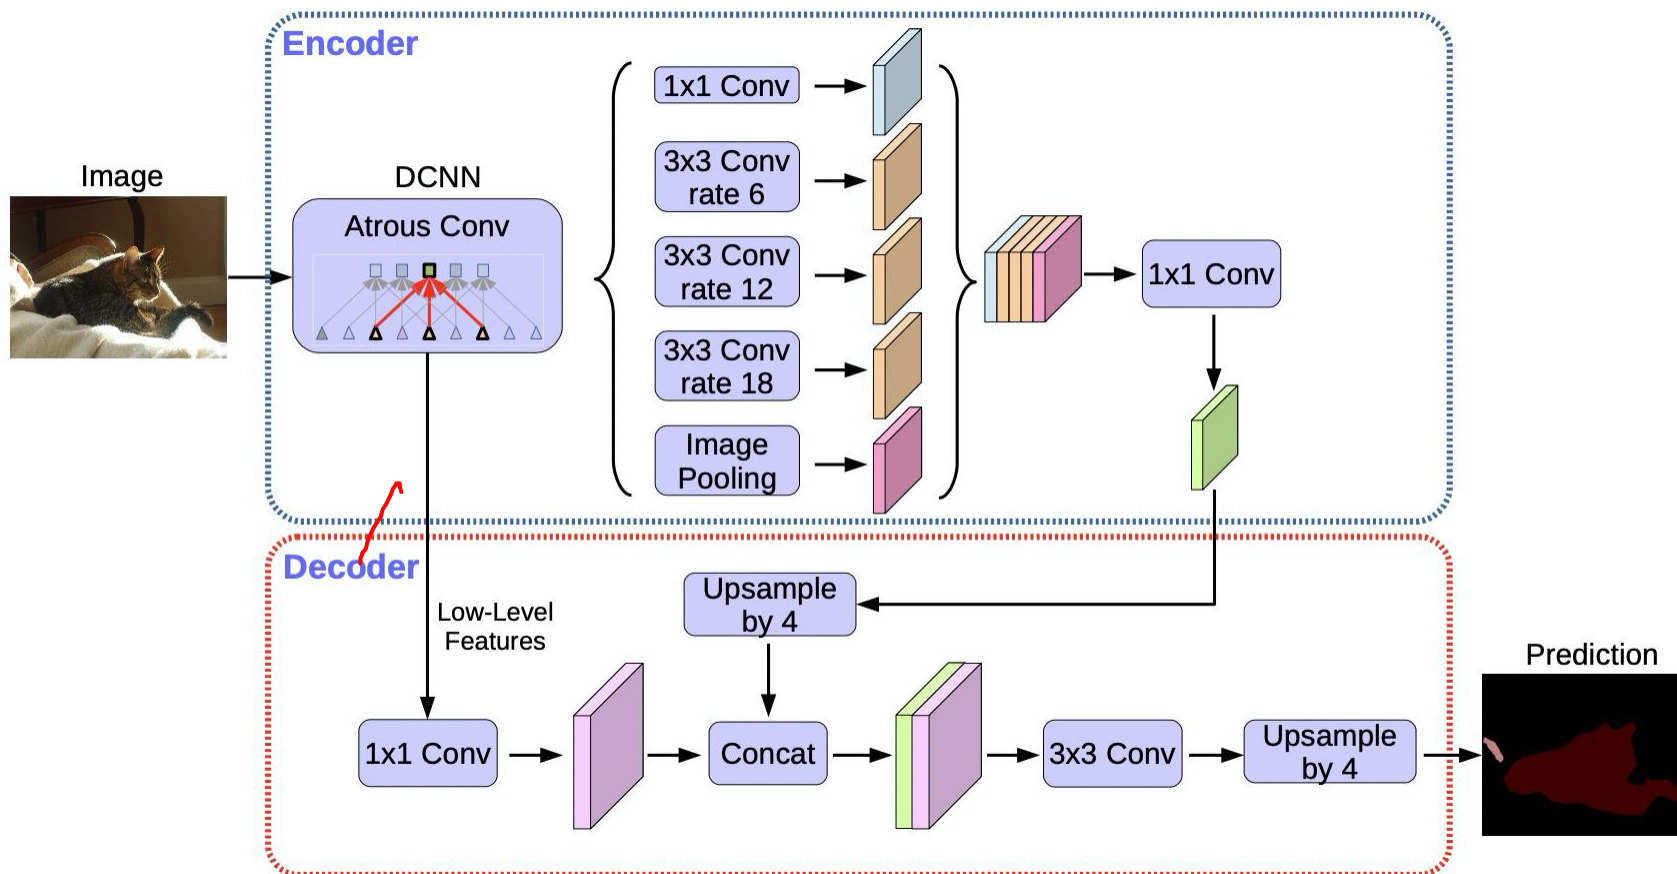 Encoder
Image
DCNN
Atrous Conv
1x1 Conv
3x3 Conv
rate 6
3x3 Conv
rate 12
3x3 Conv
rate 18
Image
Pooling
1x1 Conv
Decoder
Low-Level
Features
Upsample
by 4
1x1 Conv
Concat
3x3 Conv
Upsample
by 4
Prediction